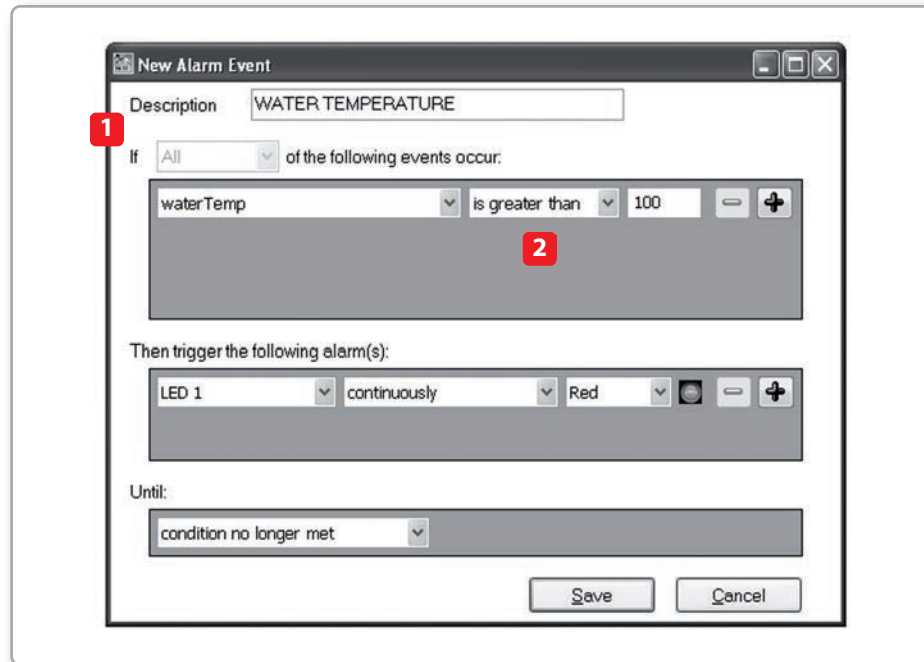 New Alarm Event
Description WATER TEMPERATURE
1
If All of the following events occur:
waterTemp is greater than 100
2
Then trigger the following alarm(s):
LED 1 continuously Red
Until:
condition no longer met
Save Cancel